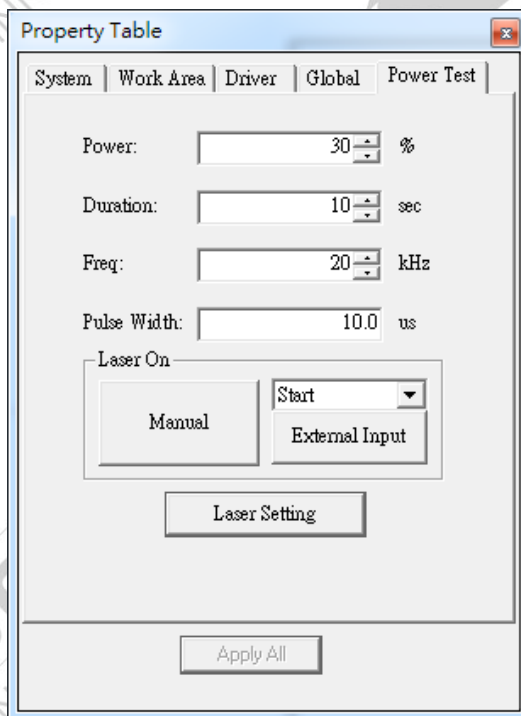 Property Table
System Work Area Driver Global Power Test
Power: 30 %
Duration: 10 sec
Freq: 20 kHz
Pulse Width: 10.0 us
Laser On
Manual
Start
External Input
Laser Setting
Apply All